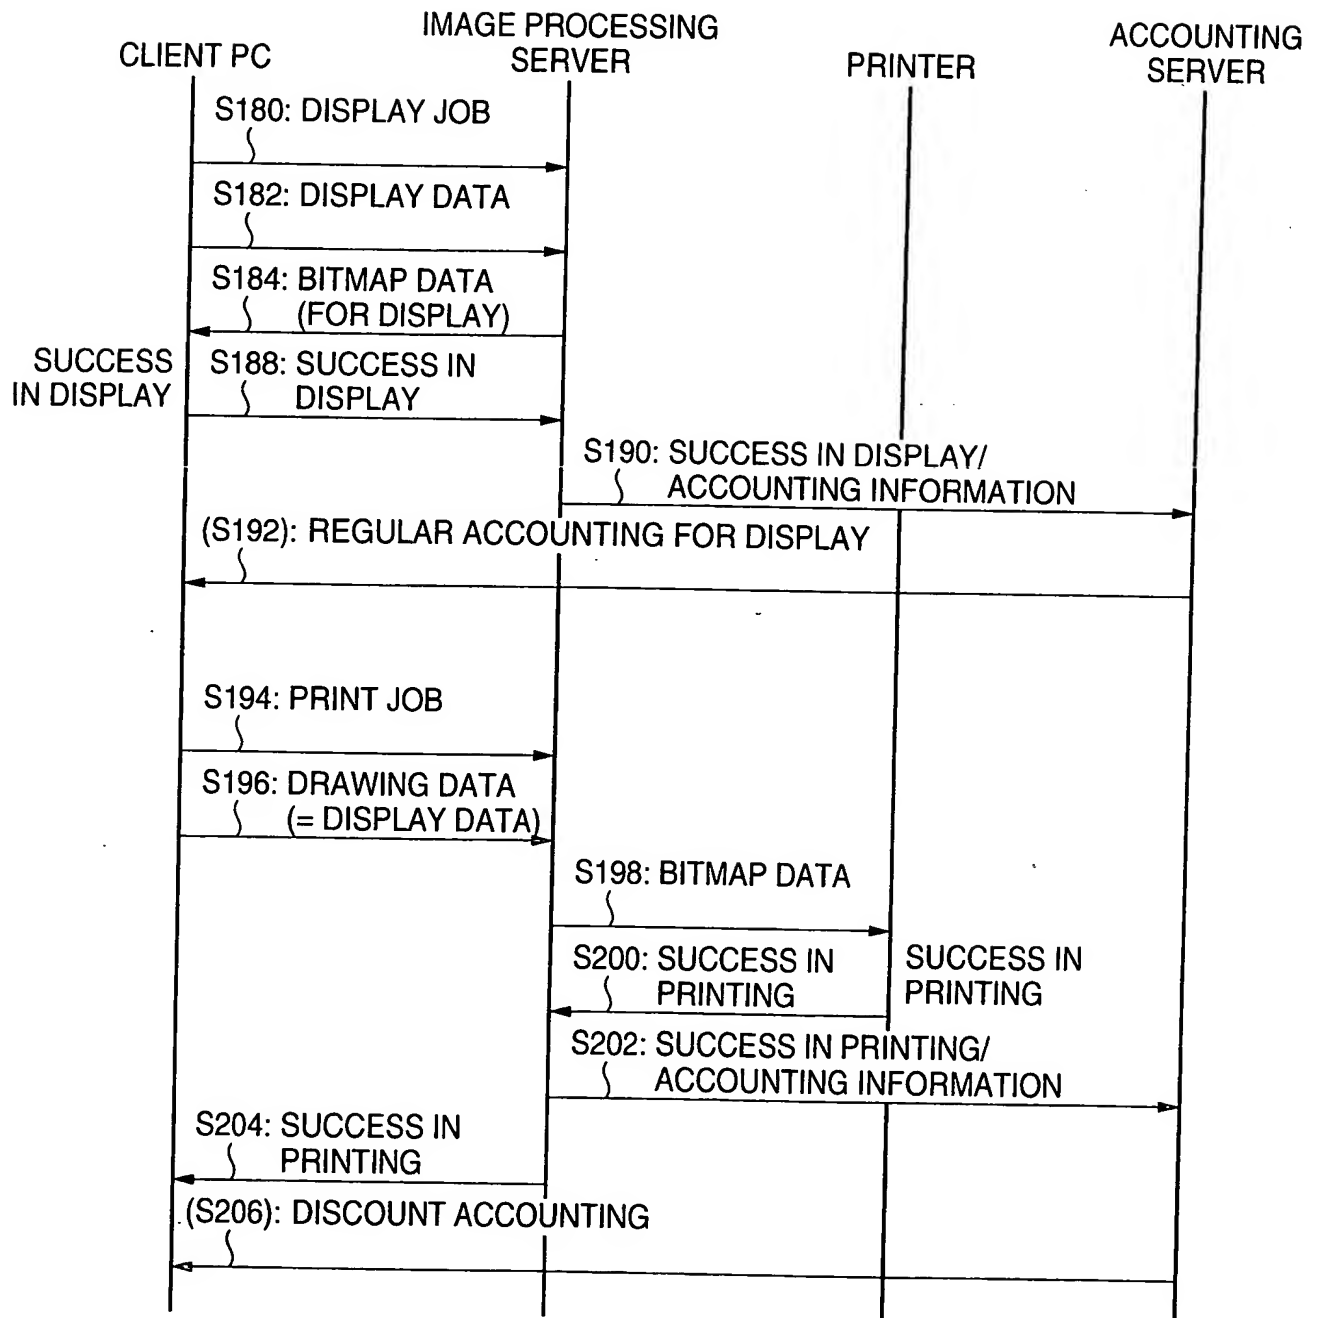 IMAGE PROCESSING
SERVER
CLIENT PC
PRINTER
ACCOUNTING
SERVER
S180: DISPLAY JOB
S182: DISPLAY DATA
S184: BITMAP DATA
(FOR DISPLAY)
SUCCESS
IN DISPLAY
S188: SUCCESS IN
DISPLAY
S190: SUCCESS IN DISPLAY/
ACCOUNTING INFORMATION
(S192): REGULAR ACCOUNTING FOR DISPLAY
S194: PRINT JOB
S196: DRAWING DATA
(= DISPLAY DATA)
S198: BITMAP DATA
S200: SUCCESS IN
PRINTING
SUCCESS IN
PRINTING
S202: SUCCESS IN PRINTING/
ACCOUNTING INFORMATION
S204: SUCCESS IN
PRINTING
(S206): DISCOUNT ACCOUNTING